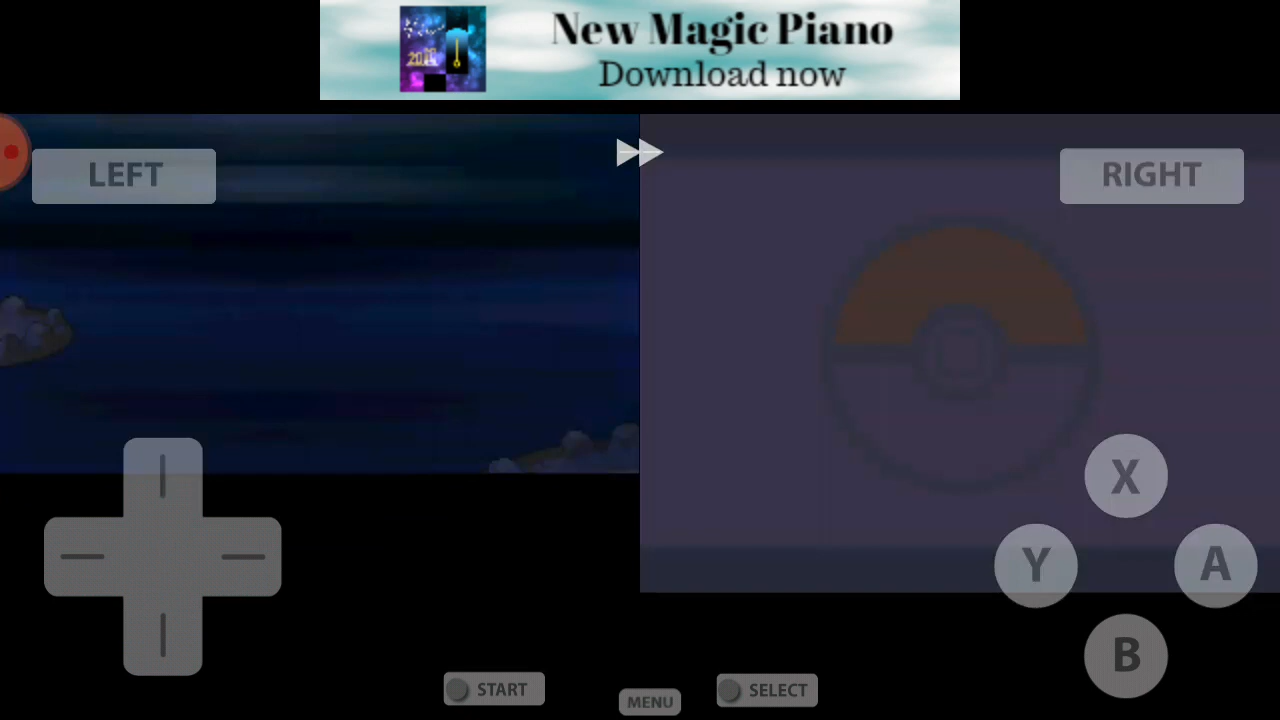 New Magic Piano
Download now
LEFT
RIGHT
X
Y
A
B
START
SELECT
MENU